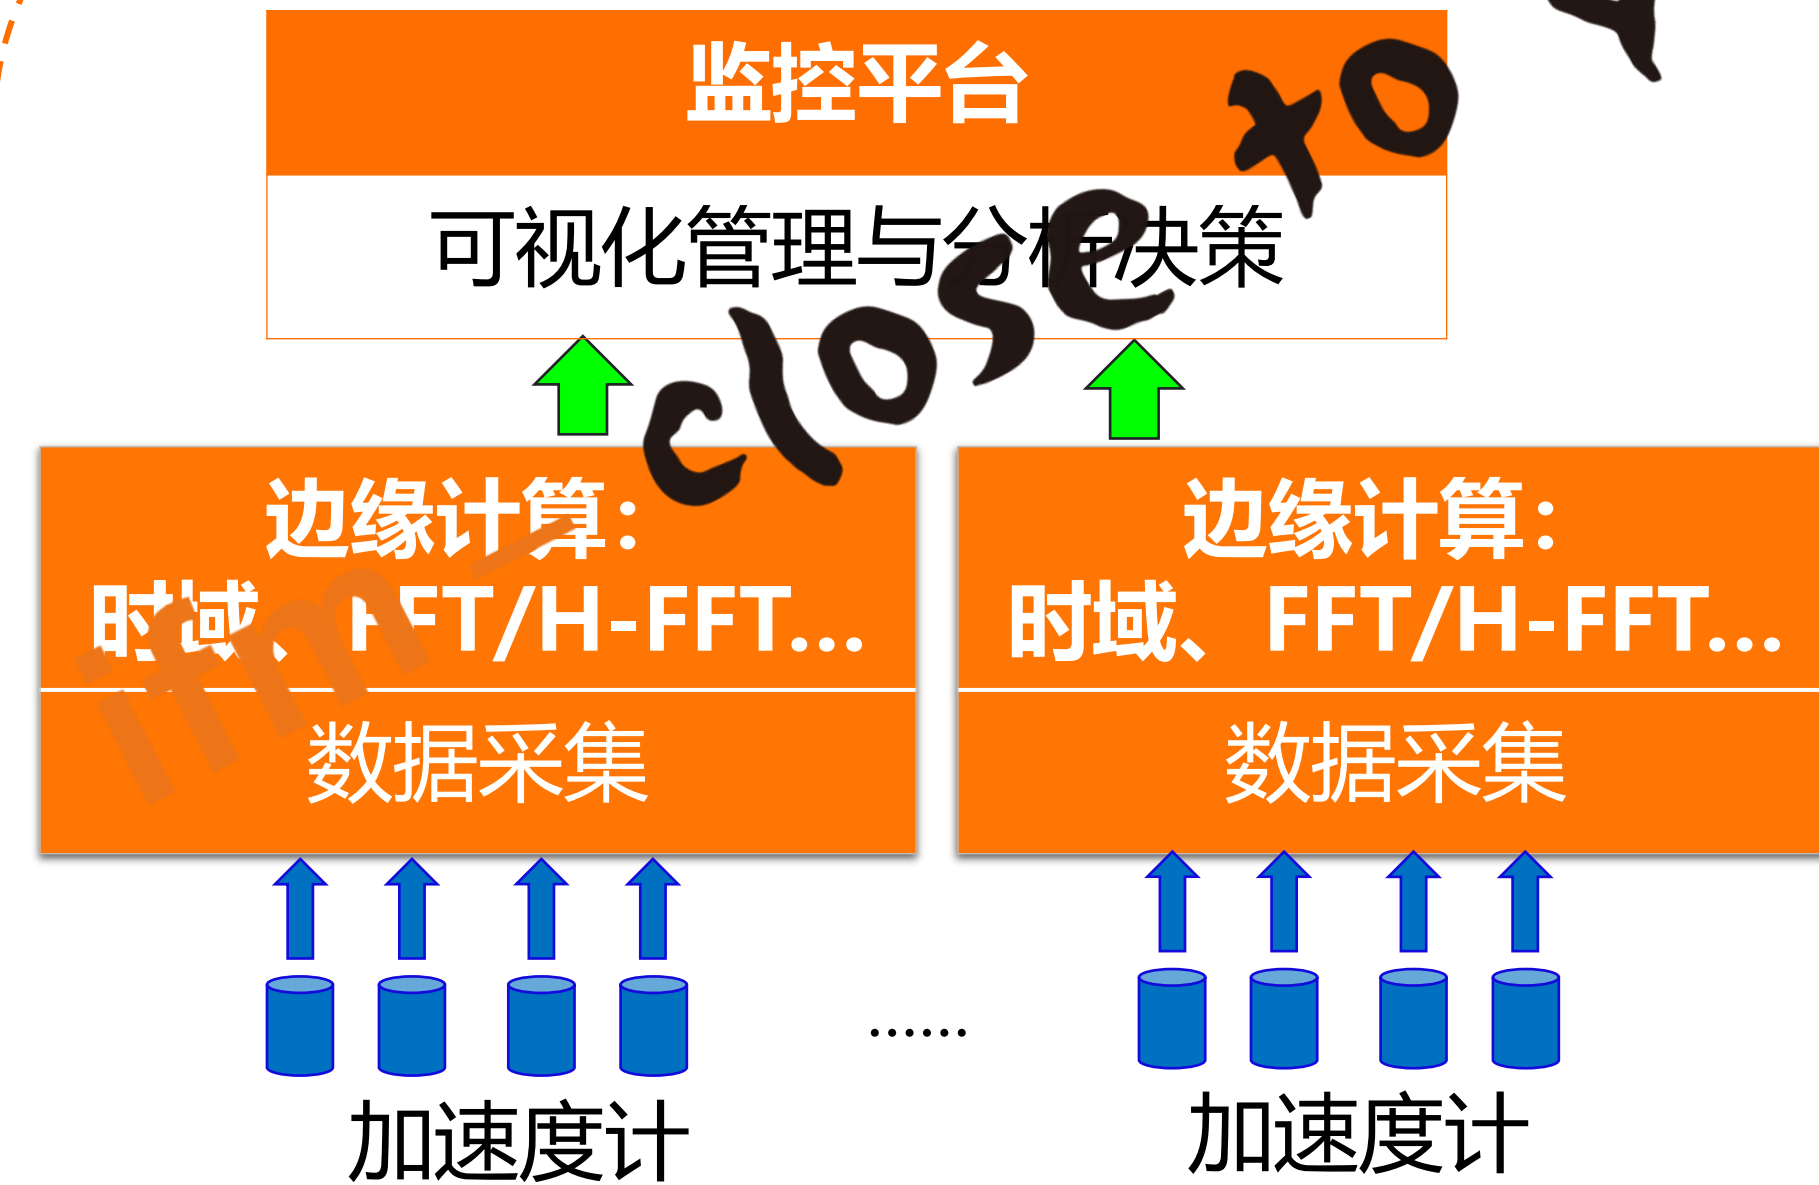 监控平台
可视化管理与分析决策
close to
边缘计算:
时域、FFT/H-FFT...
数据采集
边缘计算:
时域、FFT/H-FFT...
数据采集
ifm –
......
加速度计
加速度计